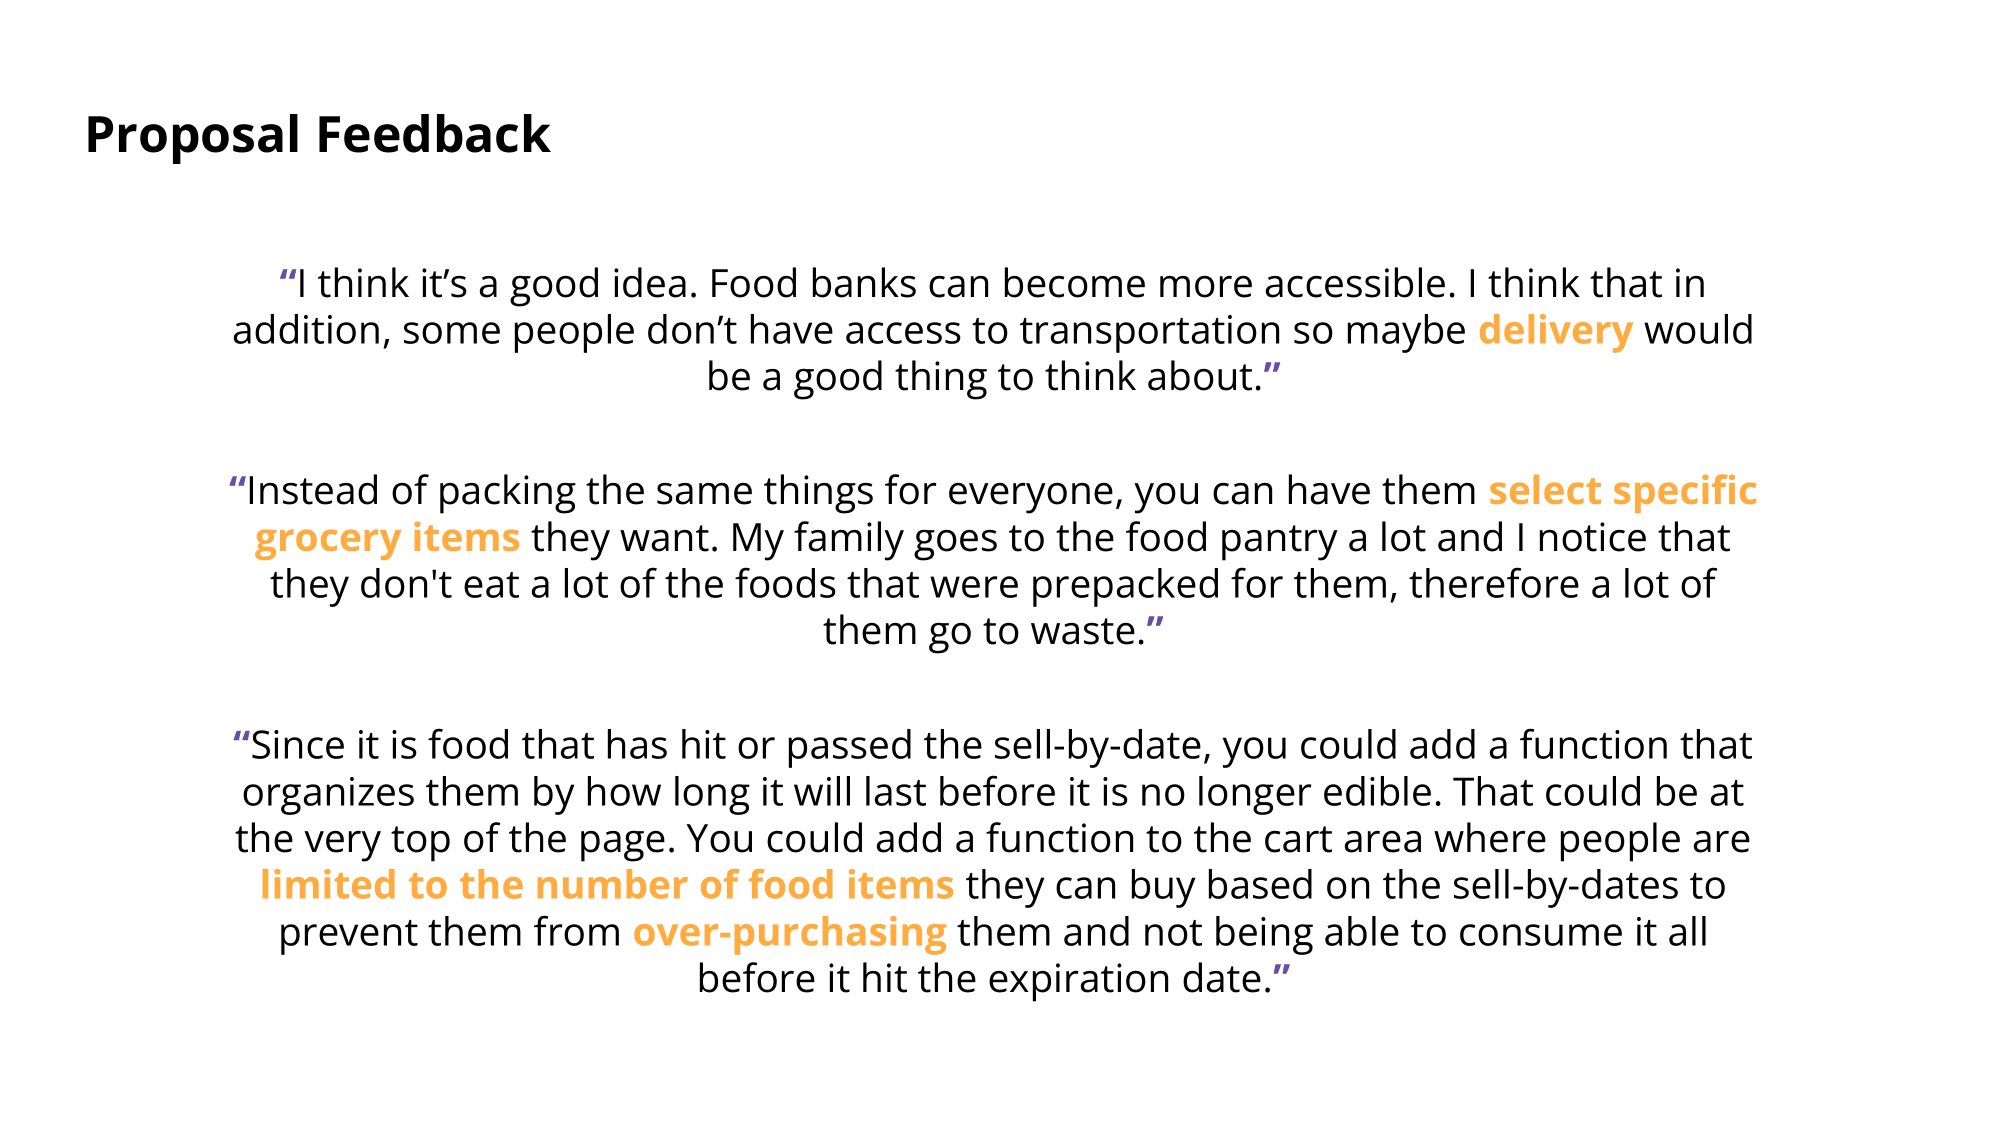 Proposal Feedback
“I think it’s a good idea. Food banks can become more accessible. I think that in
addition, some people don’t have access to transportation so maybe delivery would
be a good thing to think about.”
“Instead of packing the same things for everyone, you can have them select specific
grocery items they want. My family goes to the food pantry a lot and I notice that
they don't eat a lot of the foods that were prepacked for them, therefore a lot of
them go to waste.”
“Since it is food that has hit or passed the sell-by-date, you could add a function that
organizes them by how long it will last before it is no longer edible. That could be at
the very top of the page. You could add a function to the cart area where people are
limited to the number of food items they can buy based on the sell-by-dates to
prevent them from over-purchasing them and not being able to consume it all
before it hit the expiration date.”